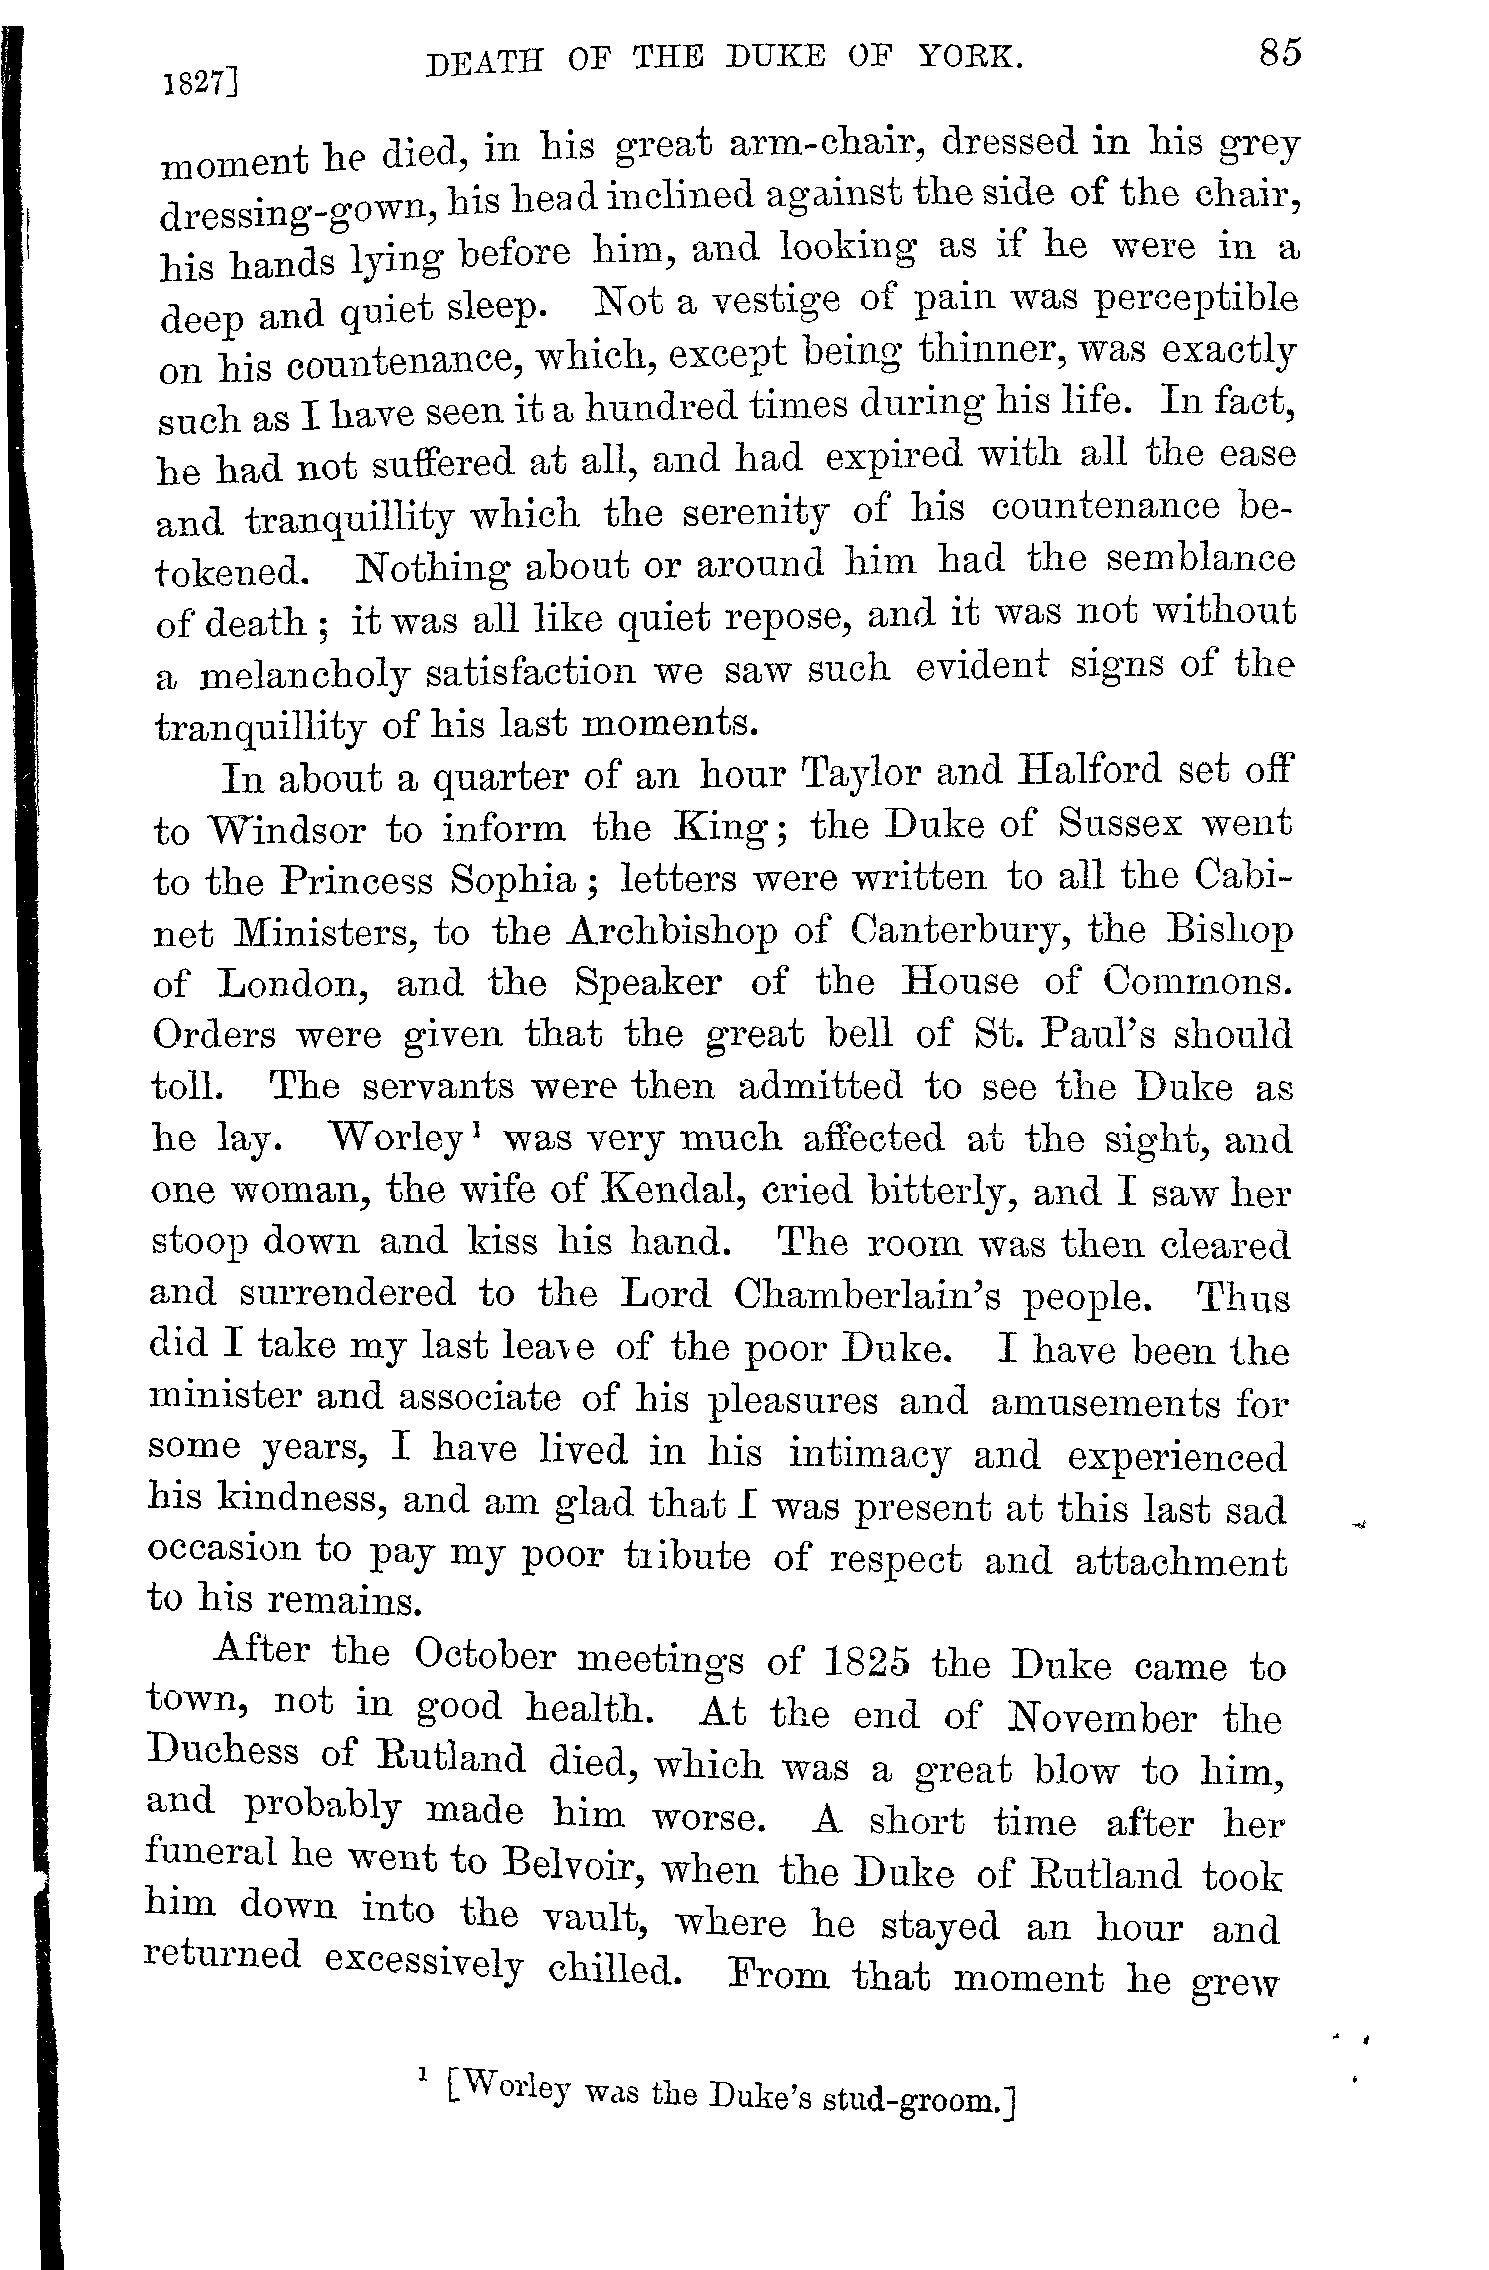 1827] DEATH OF THE DUKE OF YORK. 85
moment he died, in his great arm-chair, dressed in his grey
dressing-gown, his head inclined against the side of the chair,
his hands lying before him, and looking as if he were in a
deep and quiet sleep. Not a vestige of pain was perceptible
on his countenance, which, except being thinner, was exactly
such as I have seen it a hundred times during his life. In fact,
he had not suffered at all, and had expired with all the ease
and tranquillity which the serenity of his countenance be-
tokened. Nothing about or around him had the semblance
of death; it was all like quiet repose, and it was not without
a melancholy satisfaction we saw such evident signs of the
tranquillity of his last moments.
In about a quarter of an hour Taylor and Halford set off
to Windsor to inform the King; the Duke of Sussex went
to the Princess Sophia; letters were written to all the Cabi-
net Ministers, to the Archbishop of Canterbury, the Bishop
of London, and the Speaker of the House of Commons.
Orders were given that the great bell of St. Paul's should
toll. The servants were then admitted to see the Duke as
he lay. Worley¹ was very much affected at the sight, and
one woman, the wife of Kendal, cried bitterly, and I saw her
stoop down and kiss his hand. The room was then cleared
and surrendered to the Lord Chamberlain's people. Thus
did I take my last leave of the poor Duke. I have been the
minister and associate of his pleasures and amusements for
some years, I have lived in his intimacy and experienced
his kindness, and am glad that I was present at this last sad
occasion to pay my poor tribute of respect and attachment
to his remains.
After the October meetings of 1825 the Duke came to
town, not in good health. At the end of November the
Duchess of Rutland died, which was a great blow to him,
and probably made him worse. A short time after her
funeral he went to Belvoir, when the Duke of Rutland took
him down into the vault, where he stayed an hour and
returned excessively chilled. From that moment he grew
¹ [Worley was the Duke's stud-groom.]